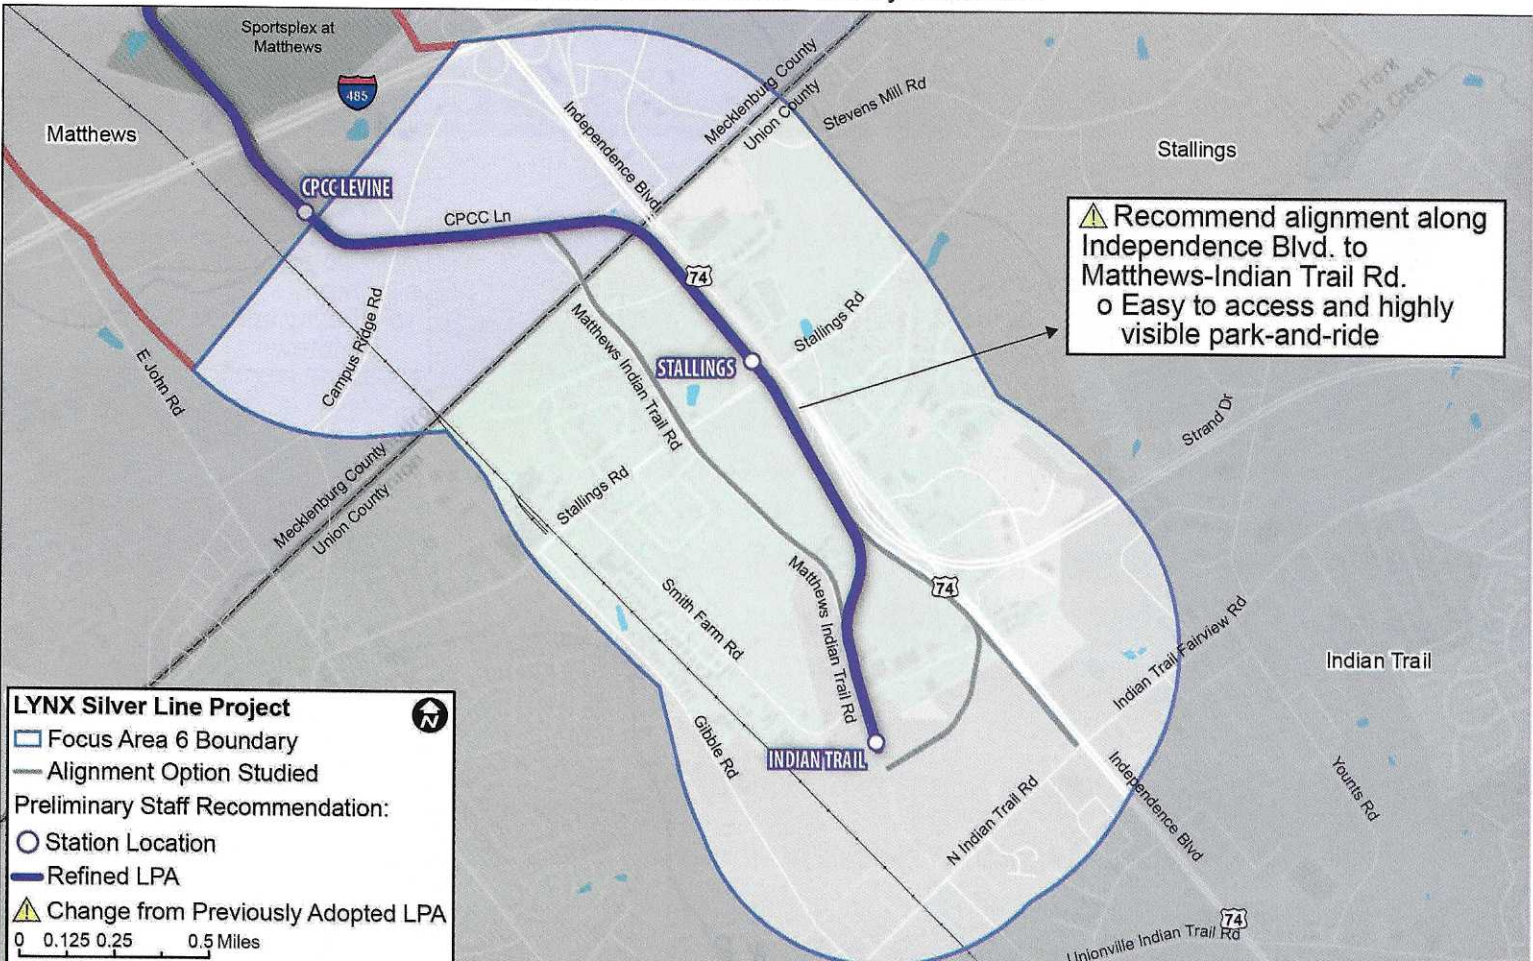 Sportsplex at
Matthews
485
Matthews
Mecklenburg County
Union County
Stevens Mill Rd
Stallings
Independence Blvd
CPCC LEVINE
CPCC Ln
74
Recommend alignment along
Independence Blvd. to
Matthews-Indian Trail Rd.
o Easy to access and highly
visible park-and-ride
Campus Ridge Rd
E John Rd
Matthews Indian Trail Rd
Stallings Rd
STALLINGS
Strand Dr
Mecklenburg County
Union County
Stallings Rd
Smith Farm Rd
Matthews Indian Trail Rd
74
Indian Trail Fairview Rd
Indian Trail
Gibble Rd
INDIAN TRAIL
N Indian Trail Rd
Independence Blvd
Younts Rd
74
Unionville Indian Trail Rd
LYNX Silver Line Project
N
Focus Area 6 Boundary
Alignment Option Studied
Preliminary Staff Recommendation:
Station Location
Refined LPA
Change from Previously Adopted LPA
0 0.125 0.25 0.5 Miles